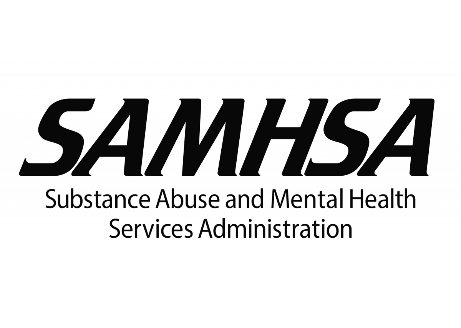 SAMHSA
Substance Abuse and Mental Health
Services Administration